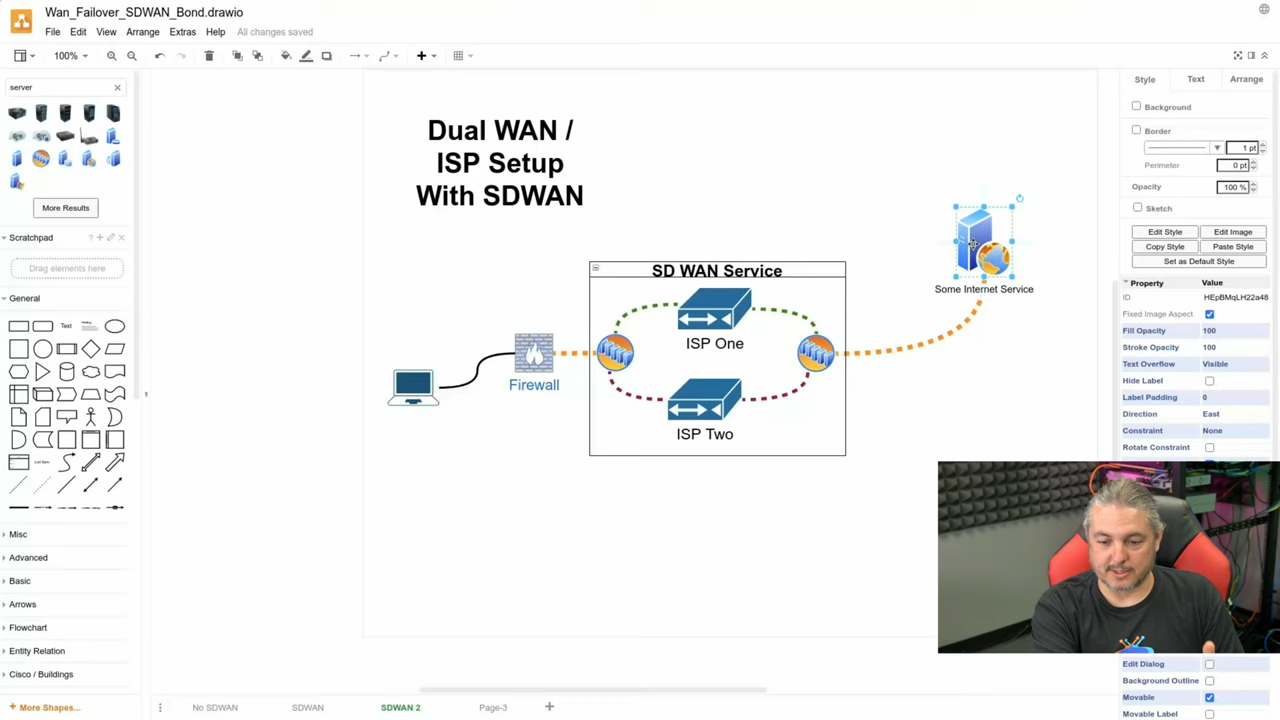 Wan_Failover_SDWAN_Bond.drawio
File Edit View Arrange Extras Help All changes saved
100%
server
More Results
Scratchpad
Drag elements here
General
Text
Heading
List Item
Misc
Advanced
Basic
Arrows
Flowchart
Entity Relation
Cisco / Buildings
+ More Shapes...
Dual WAN /
ISP Setup
With SDWAN
SD WAN Service
ISP One
ISP Two
Firewall
Some Internet Service
No SDWAN SDWAN SDWAN 2 Page-3
Style Text Arrange
Background
Border
1 pt
Perimeter 0 pt
Opacity 100 %
Sketch
Edit Style Edit Image
Copy Style Paste Style
Set as Default Style
Property Value
ID HEpBMqLH22a48
Fixed Image Aspect
Fill Opacity 100
Stroke Opacity 100
Text Overflow Visible
Hide Label
Label Padding 0
Direction East
Constraint None
Rotate Constraint
Edit Dialog
Background Outline
Movable
Movable Label